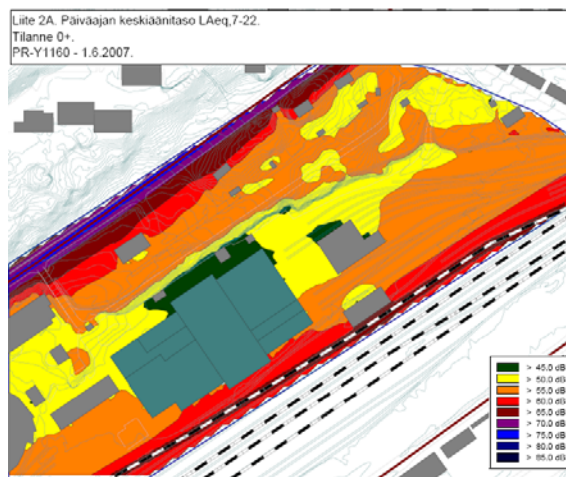 Liite 2A. Päiväajan keskiäänitaso LAeq,7-22.
Tilanne 0+.
PR-Y1160 - 1.6.2007.
> 45.0 dB
> 50.0 dB
> 55.0 dB
> 60.0 dB
> 65.0 dB
> 70.0 dB
> 75.0 dB
> 80.0 dB
> 85.0 dB